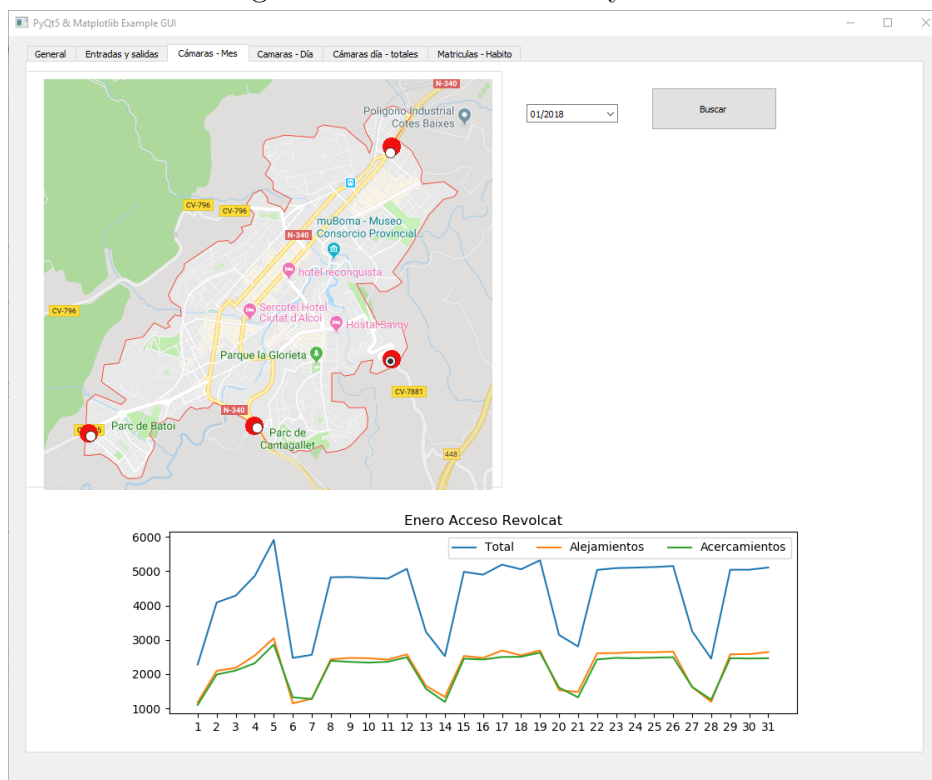 PyQt5 & Matplotlib Example GUI
General Entradas y salidas Cámaras - Mes Camaras - Día Cámaras día - totales Matriculas - Habito
N-340
Polígono Industrial
Cotes Baixes
01/2018
Buscar
CV-796
CV-796
muBoma - Museo
Consorcio Provincial...
N-340
hotel reconquista
CV-796
Sercotel Hotel
Ciutat d'Alcoi
Hostal Savoy
Parque la Glorieta
CV-7881
N-340
Parc de Batoi
Parc de
Cantagallet
448
Enero Acceso Revolcat
Total Alejamientos Acercamientos
6000
5000
4000
3000
2000
1000
1 2 3 4 5 6 7 8 9 10 11 12 13 14 15 16 17 18 19 20 21 22 23 24 25 26 27 28 29 30 31